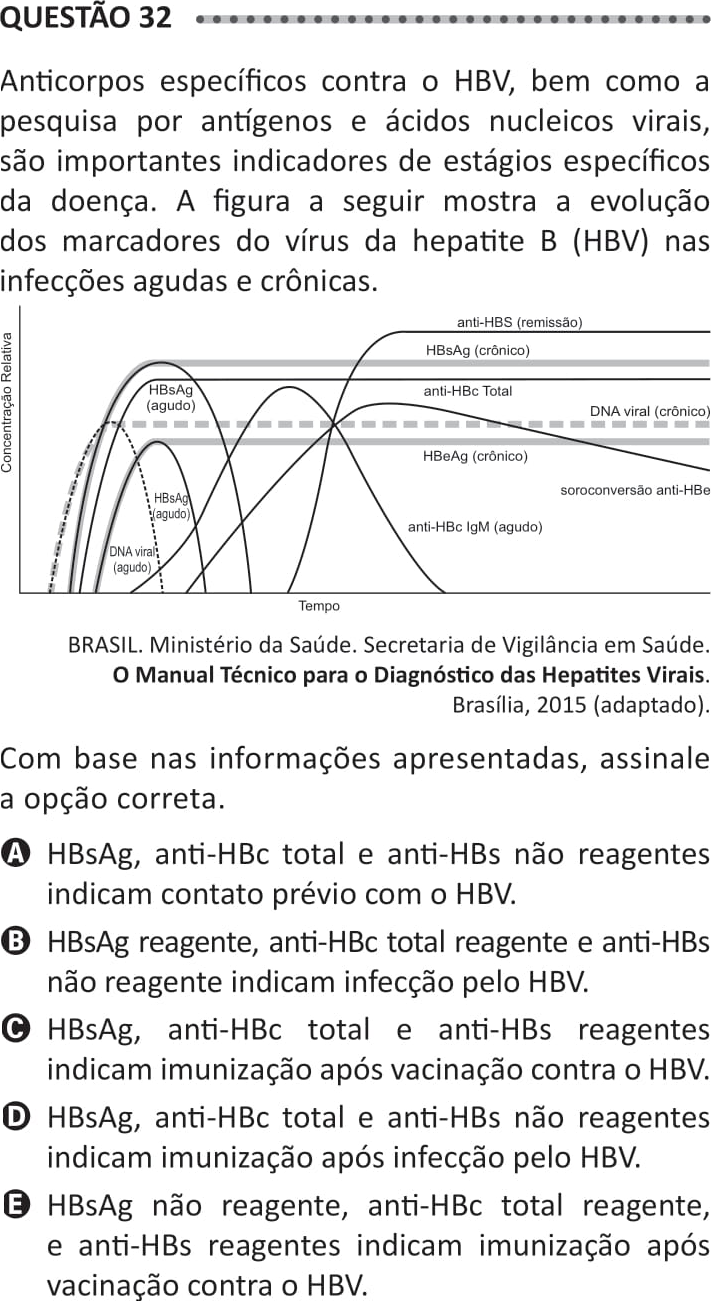 QUESTÃO 32
Anticorpos específicos contra o HBV, bem como a
pesquisa por antígenos e ácidos nucleicos virais,
são importantes indicadores de estágios específicos
da doença. A figura a seguir mostra a evolução
dos marcadores do vírus da hepatite B (HBV) nas
infecções agudas e crônicas.
Concentração Relativa
anti-HBS (remissão)
HBsAg (crônico)
HBsAg
(agudo)
anti-HBc Total
DNA viral (crônico)
HBeAg (crônico)
soroconversão anti-HBe
HBsAg
(agudo)
anti-HBc IgM (agudo)
DNA viral
(agudo)
Tempo
BRASIL. Ministério da Saúde. Secretaria de Vigilância em Saúde.
O Manual Técnico para o Diagnóstico das Hepatites Virais.
Brasília, 2015 (adaptado).
Com base nas informações apresentadas, assinale
a opção correta.
A HBsAg, anti-HBc total e anti-HBs não reagentes
indicam contato prévio com o HBV.
B HBsAg reagente, anti-HBc total reagente e anti-HBs
não reagente indicam infecção pelo HBV.
C HBsAg, anti-HBc total e anti-HBs reagentes
indicam imunização após vacinação contra o HBV.
D HBsAg, anti-HBc total e anti-HBs não reagentes
indicam imunização após infecção pelo HBV.
E HBsAg não reagente, anti-HBc total reagente,
e anti-HBs reagentes indicam imunização após
vacinação contra o HBV.